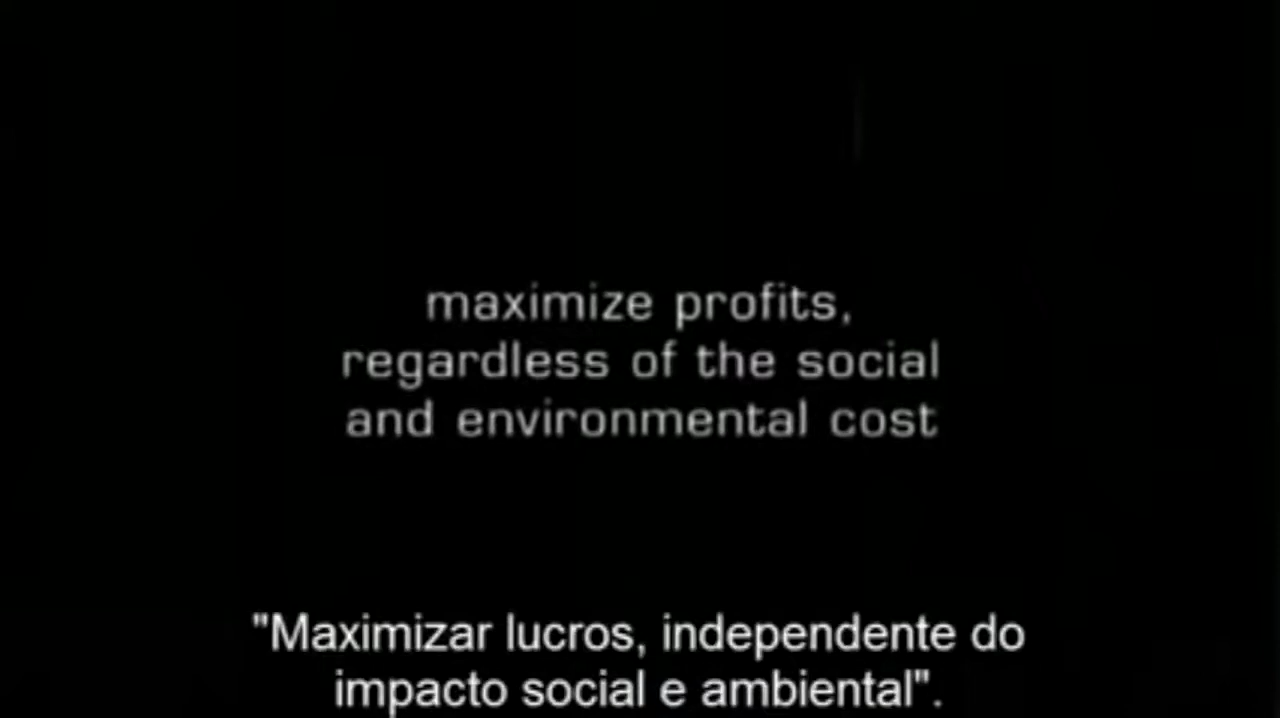 maximize profits,
regardless of the social
and environmental cost
"Maximizar lucros, independente do
impacto social e ambiental".